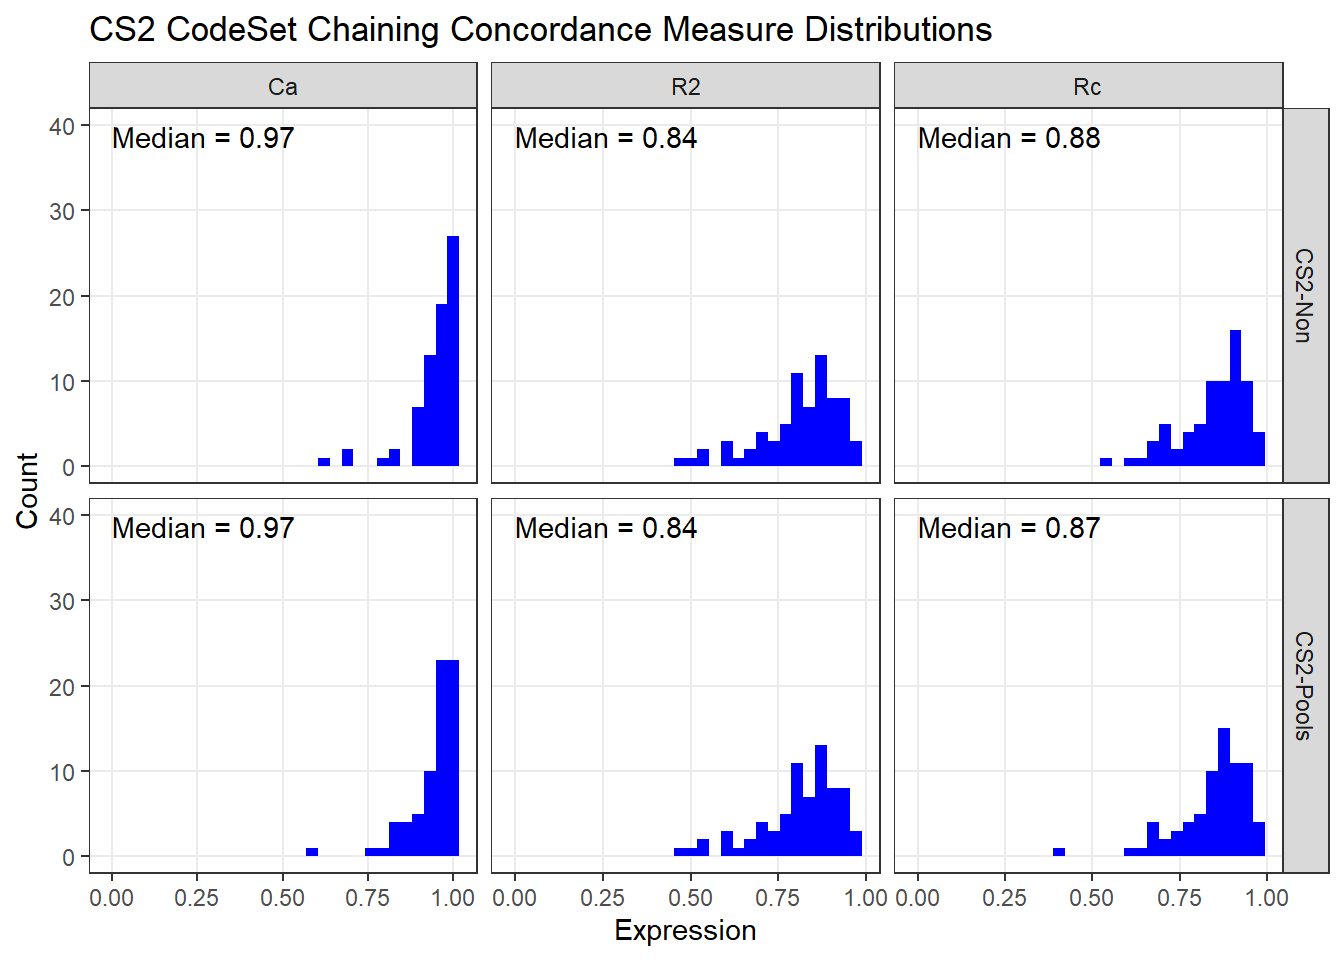 CS2 CodeSet Chaining Concordance Measure Distributions
Ca R2 Rc
40 Median = 0.97 Median = 0.84 Median = 0.88
30
20
10
0
CS2-Non
Count
40 Median = 0.97 Median = 0.84 Median = 0.87
30
20
10
0
CS2-Pools
0.00 0.25 0.50 0.75 1.00 0.00 0.25 0.50 0.75 1.00 0.00 0.25 0.50 0.75 1.00
Expression